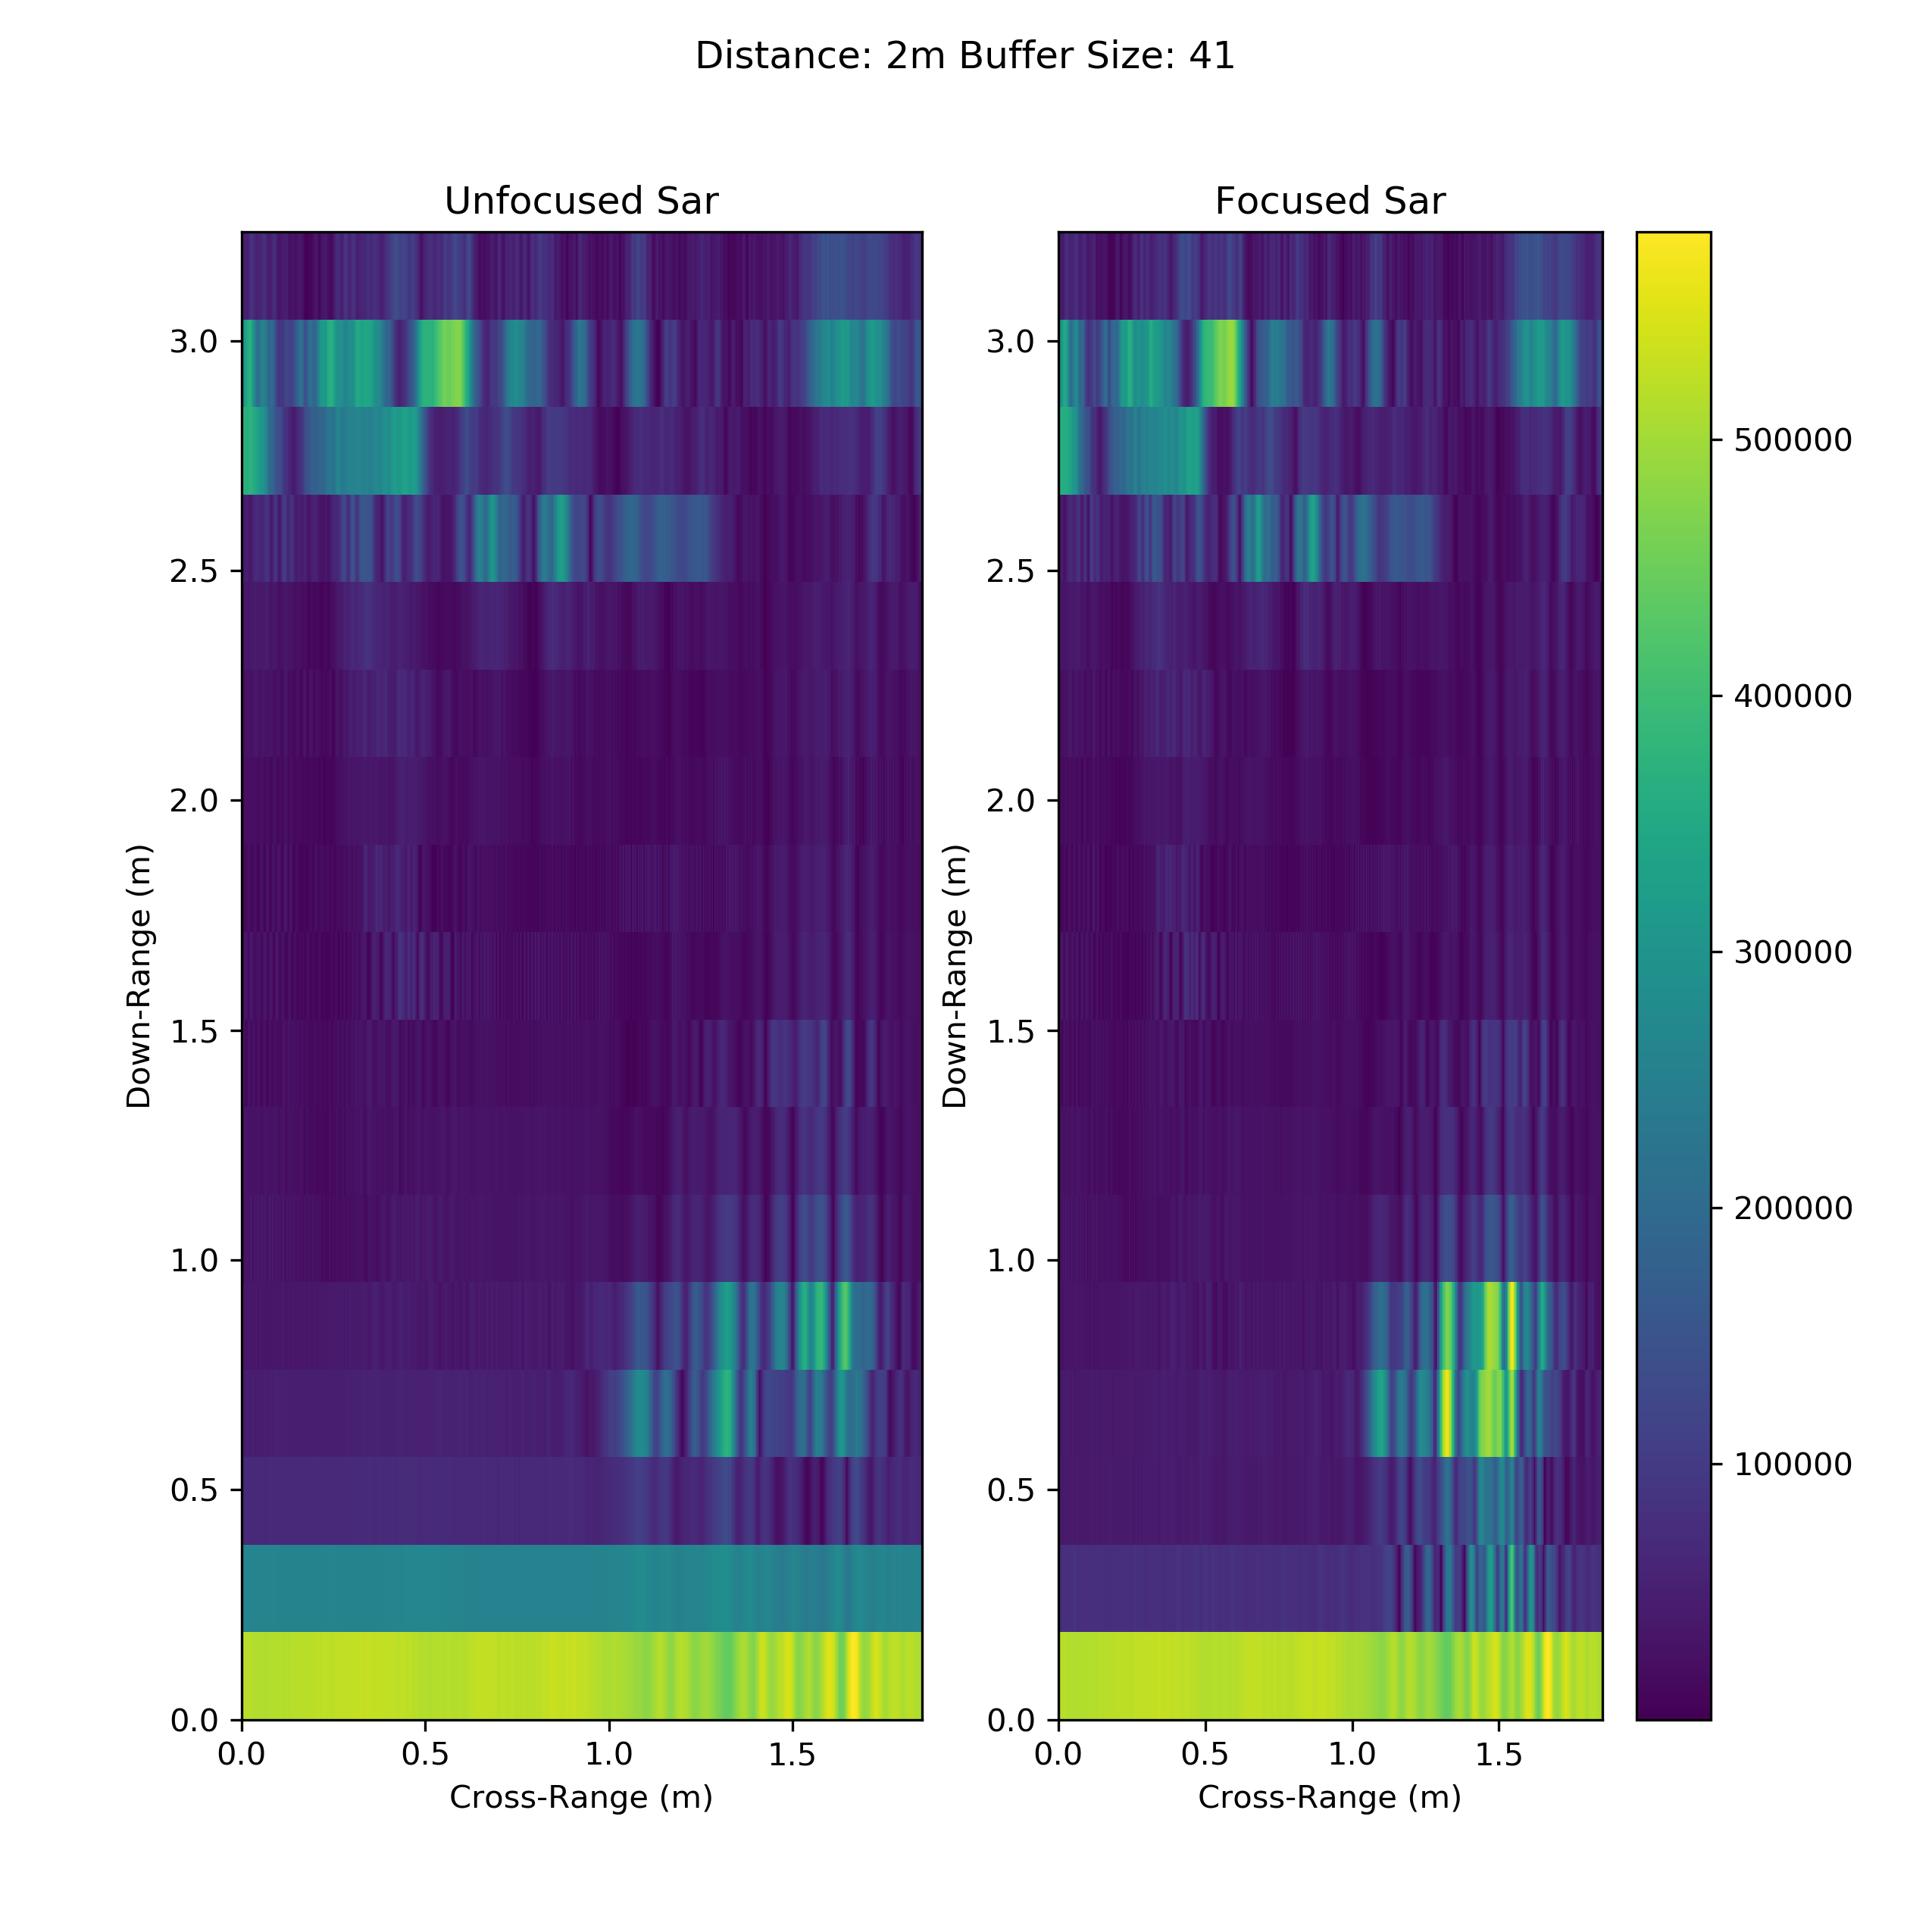 Distance: 2m Buffer Size: 41
Unfocused Sar
Focused Sar
3.0
2.5
2.0
1.5
1.0
0.5
0.0
Down-Range (m)
0.0 0.5 1.0 1.5
Cross-Range (m)
3.0
2.5
2.0
1.5
1.0
0.5
0.0
Down-Range (m)
0.0 0.5 1.0 1.5
Cross-Range (m)
500000
400000
300000
200000
100000